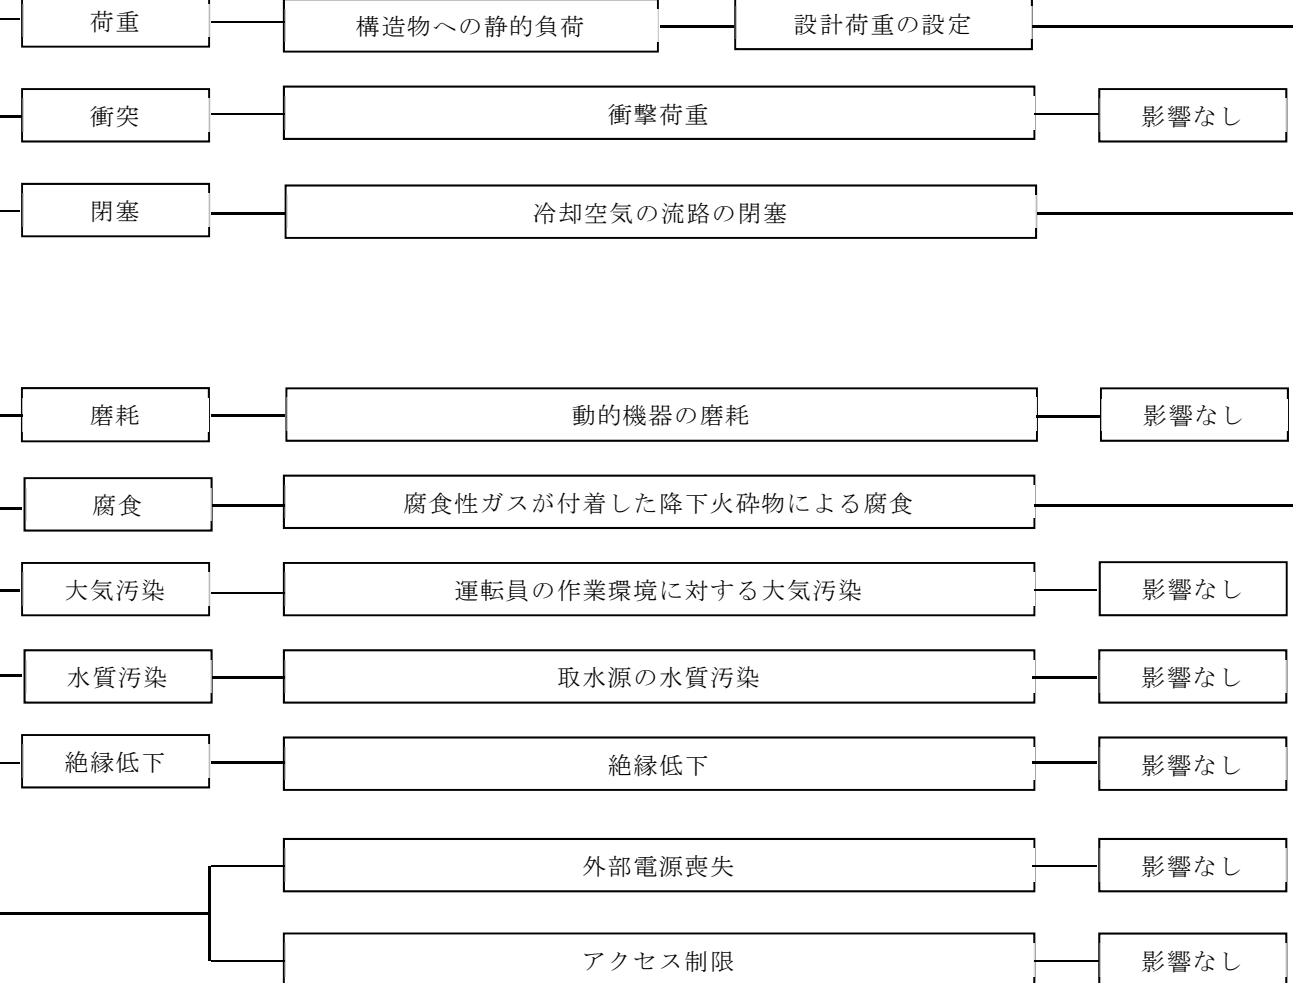 荷重
構造物への静的負荷
設計荷重の設定
衝突
衝撃荷重
影響なし
閉塞
冷却空気の流路の閉塞
磨耗
動的機器の磨耗
影響なし
腐食
腐食性ガスが付着した降下火砕物による腐食
大気汚染
運転員の作業環境に対する大気汚染
影響なし
水質汚染
取水源の水質汚染
影響なし
絶縁低下
絶縁低下
影響なし
外部電源喪失
影響なし
アクセス制限
影響なし